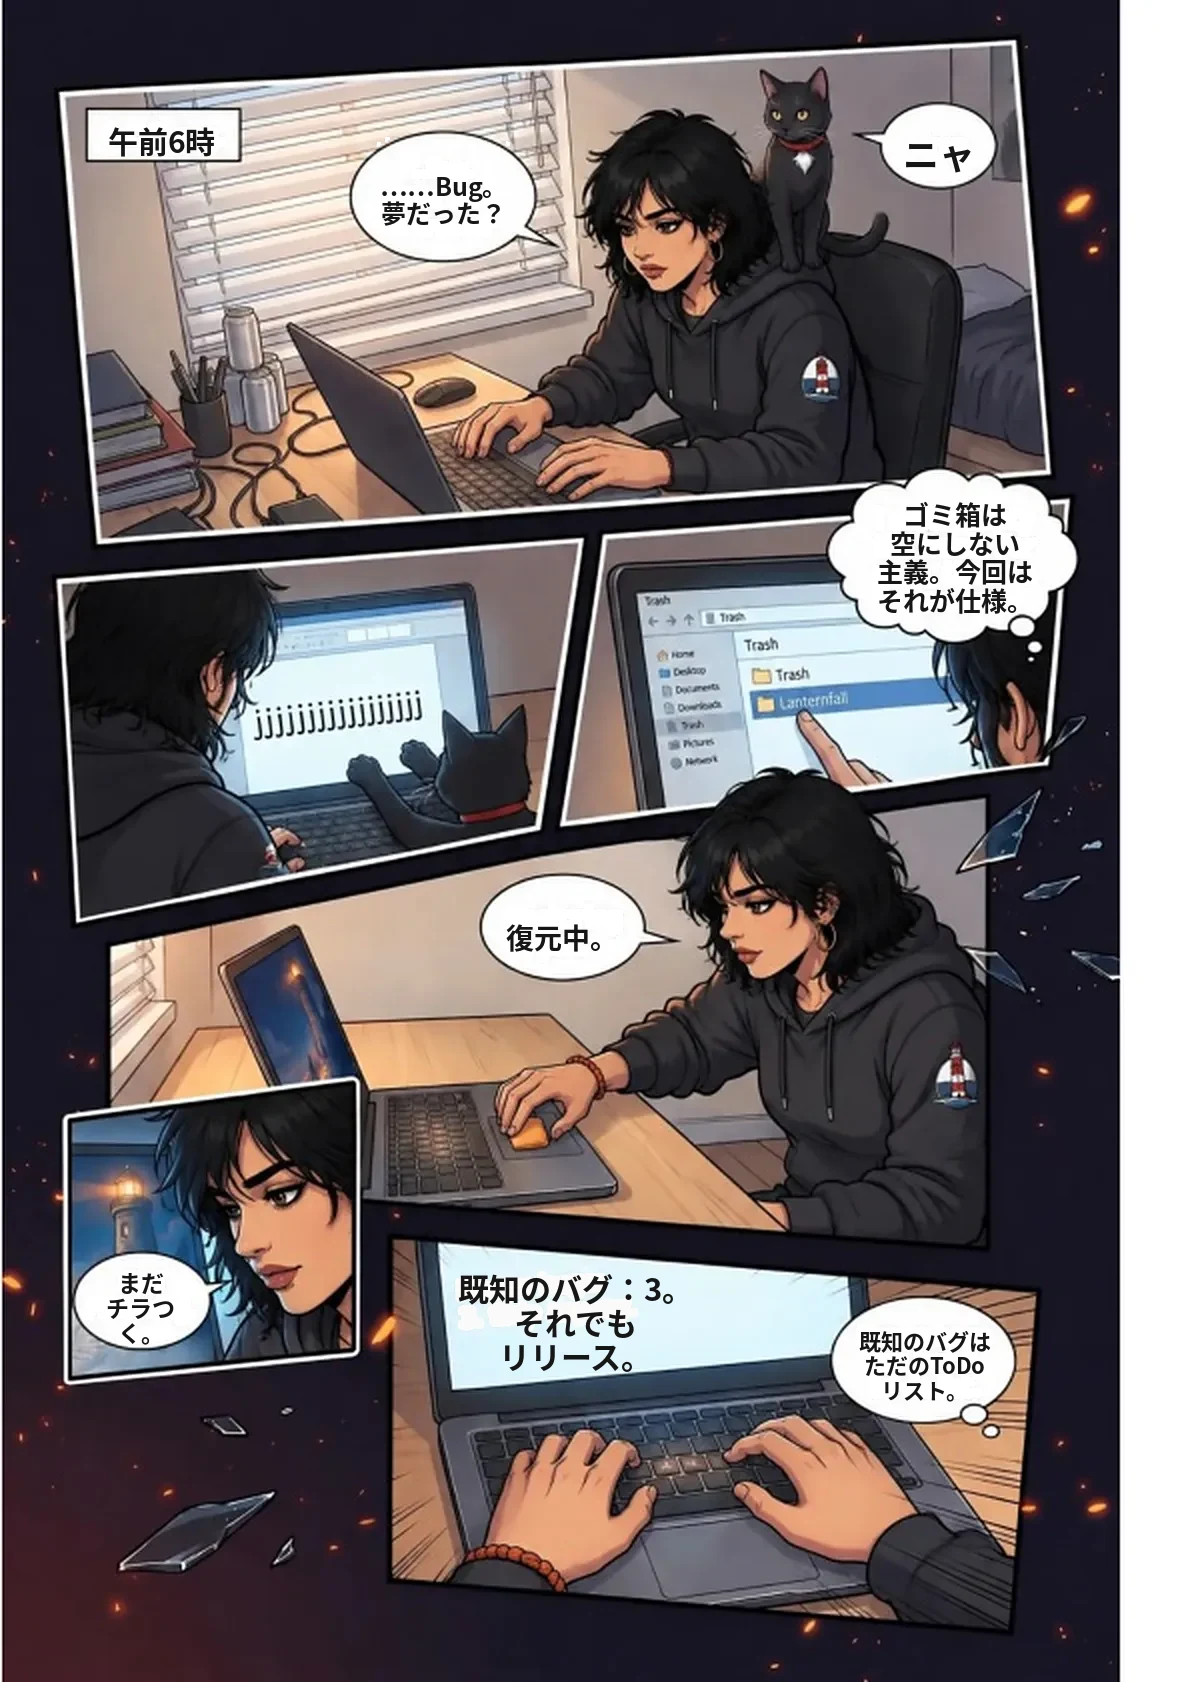 午前6時
……Bug。
夢だった？
ニャ
jjjjjjjjjjjjjjjj
ゴミ箱は
空にしない
主義。今回は
それが仕様。
Trash
Trash
Home
Desktop
Documents
Downloads
Trash
Pictures
Network
Trash
Trash
Lanternfall
復元中。
まだ
チラつ
く。
既知のバグ：3。
それでも
リリース。
既知のバグは
ただのToDo
リスト。